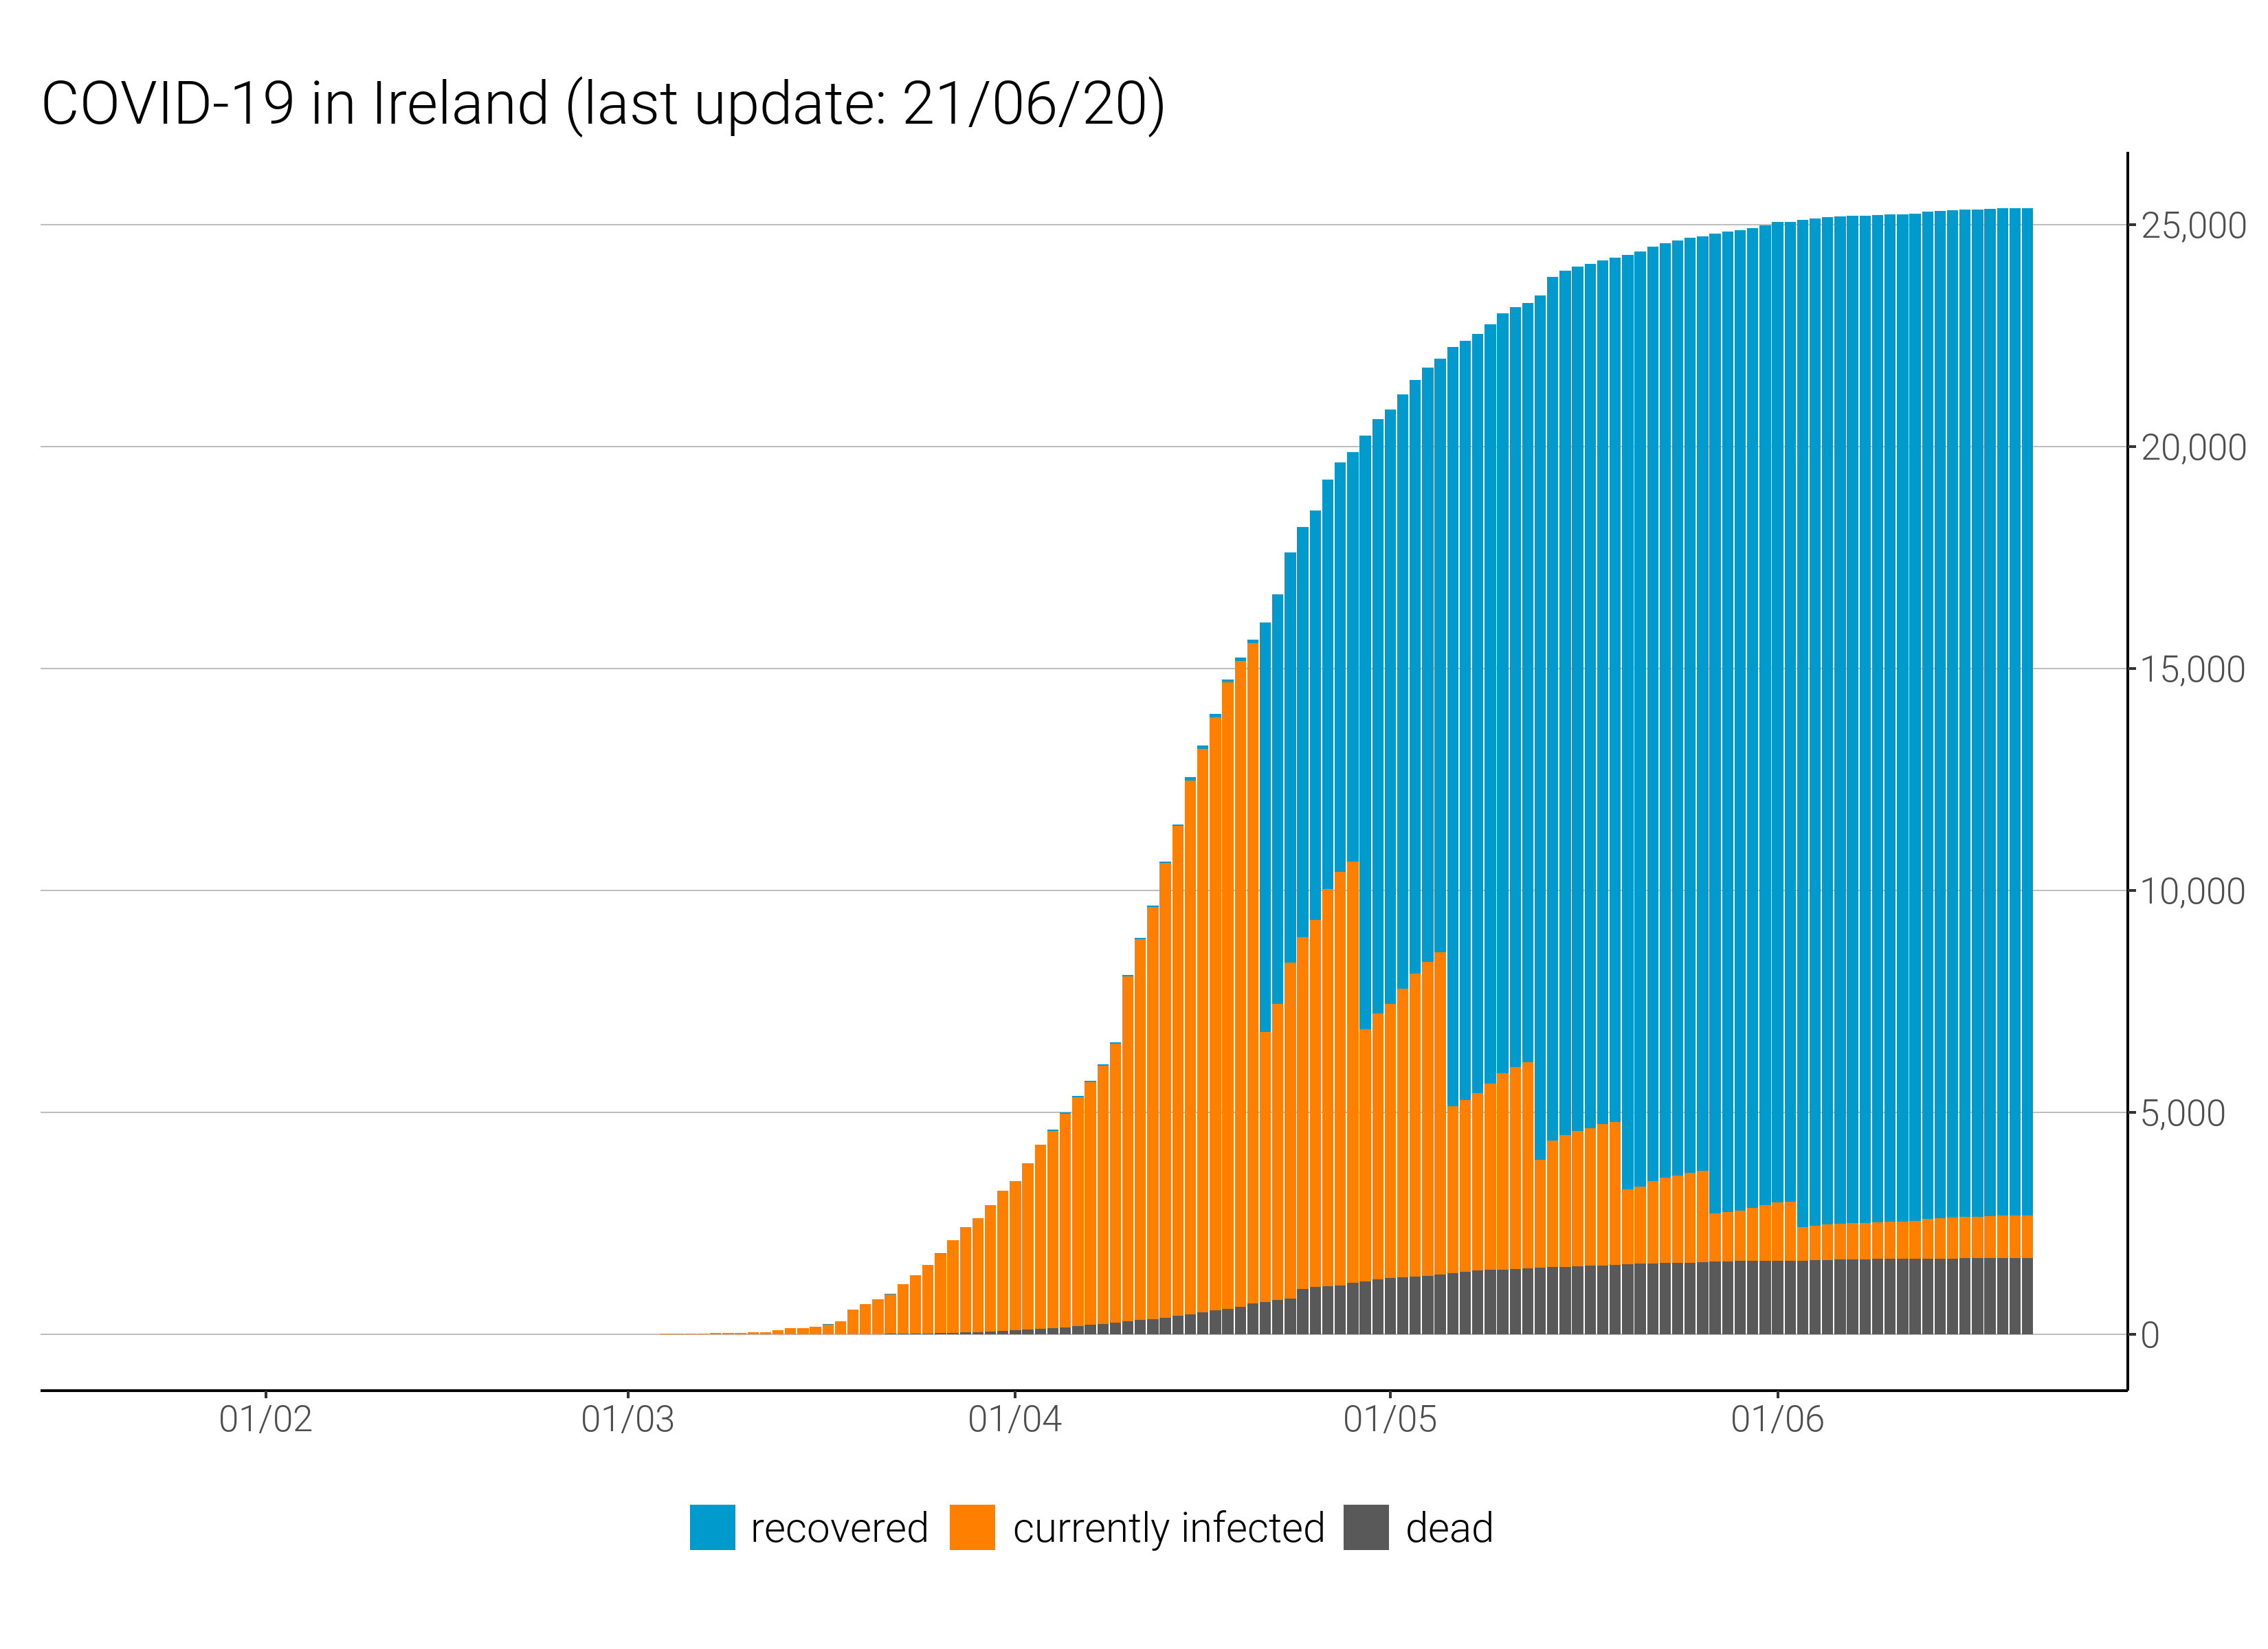 COVID-19 in Ireland (last update: 21/06/20)
25,000
20,000
15,000
10,000
5,000
0
01/02 01/03 01/04 01/05 01/06
recovered currently infected dead